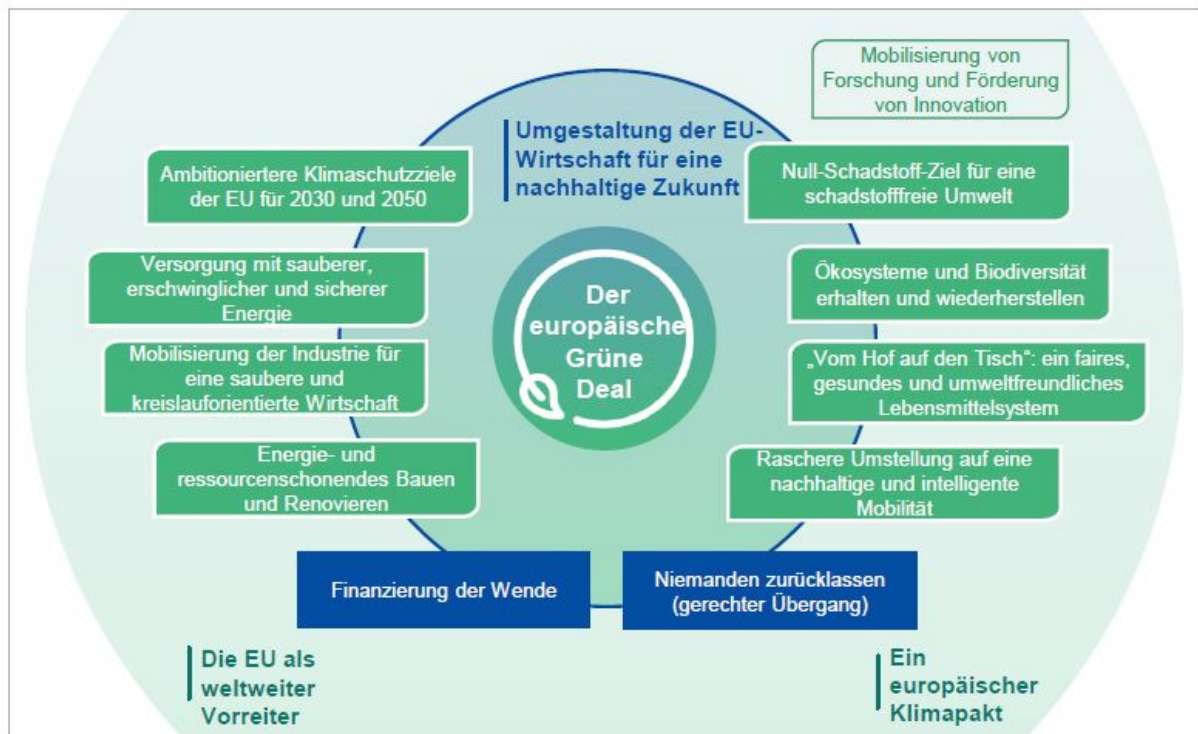 Mobilisierung von
Forschung und Förderung
von Innovation
Umgestaltung der EU-
Wirtschaft für eine
nachhaltige Zukunft
Ambitioniertere Klimaschutzziele
der EU für 2030 und 2050
Null-Schadstoff-Ziel für eine
schadstofffreie Umwelt
Versorgung mit sauberer,
erschwinglicher und sicherer
Energie
Ökosysteme und Biodiversität
erhalten und wiederherstellen
Der
europäische
Grüne
Deal
Mobilisierung der Industrie für
eine saubere und
kreislauforientierte Wirtschaft
„Vom Hof auf den Tisch“: ein faires,
gesundes und umweltfreundliches
Lebensmittelsystem
Energie- und
ressourcenschonendes Bauen
und Renovieren
Raschere Umstellung auf eine
nachhaltige und intelligente
Mobilität
Finanzierung der Wende
Niemanden zurücklassen
(gerechter Übergang)
Die EU als
weltweiter
Vorreiter
Ein
europäischer
Klimapakt